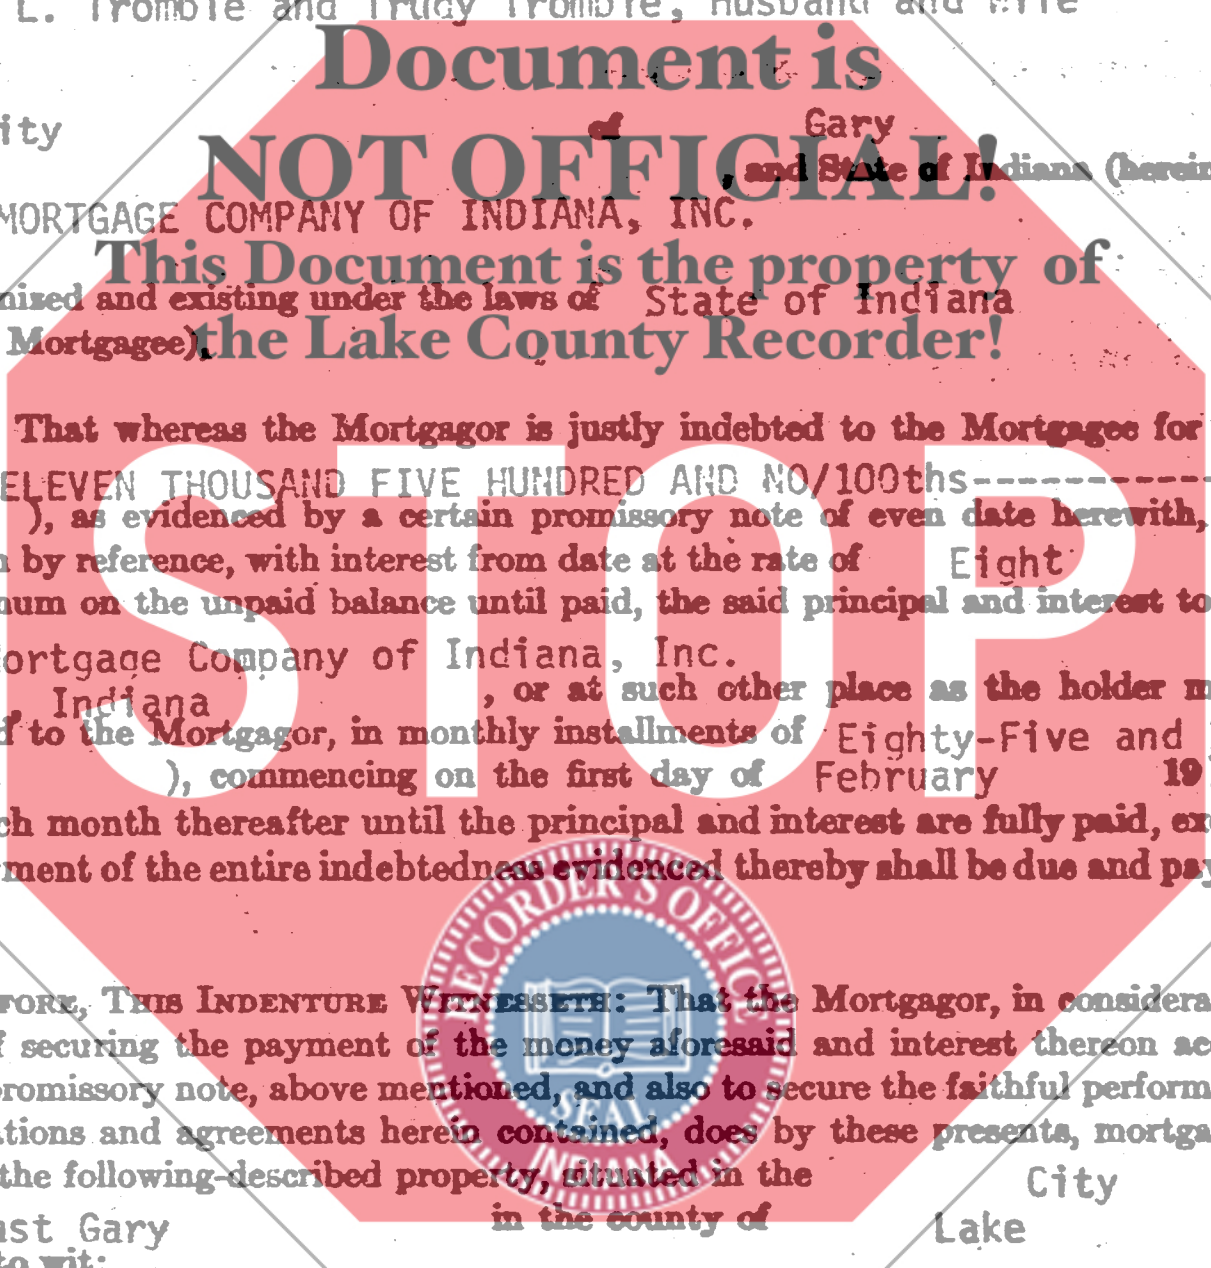 L. Tromble and Trudy Tromble, Husband and Wife
Document is
ity of Gary
NOT OFFICIAL!
, and State of Indiana (herein
MORTGAGE COMPANY OF INDIANA, INC.
This Document is the property of
nized and existing under the laws of State of Indiana
Mortgagee),
the Lake County Recorder!
That whereas the Mortgagor is justly indebted to the Mortgagee for
ELEVEN THOUSAND FIVE HUNDRED AND NO/100ths-----------
), as evidenced by a certain promissory note of even date herewith,
n by reference, with interest from date at the rate of Eight
num on the unpaid balance until paid, the said principal and interest to
STOP
ortgage Company of Indiana, Inc.
, Indiana , or at such other place as the holder m
d to the Mortgagor, in monthly installments of Eighty-Five and
), commencing on the first day of February 19
ch month thereafter until the principal and interest are fully paid, ex
ment of the entire indebtedness evidenced thereby shall be due and pay
RECORDER'S OFFICE
FORE, THIS INDENTURE WITNESSETH: That the Mortgagor, in considera
f securing the payment of the money aforesaid and interest thereon ac
romissory note, above mentioned, and also to secure the faithful perform
SEAL
tions and agreements herein contained, does by these presents, mortga
INDIANA
the following-described property, situated in the City
ast Gary in the county of Lake
to wit: